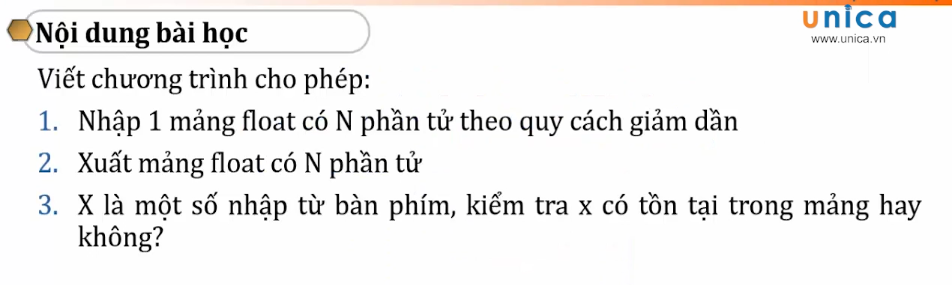 unica
Nội dung bài học
www.unica.vn
Viết chương trình cho phép:
1. Nhập 1 mảng float có N phần tử theo quy cách giảm dần
2. Xuất mảng float có N phần tử
3. X là một số nhập từ bàn phím, kiểm tra x có tồn tại trong mảng hay
không?